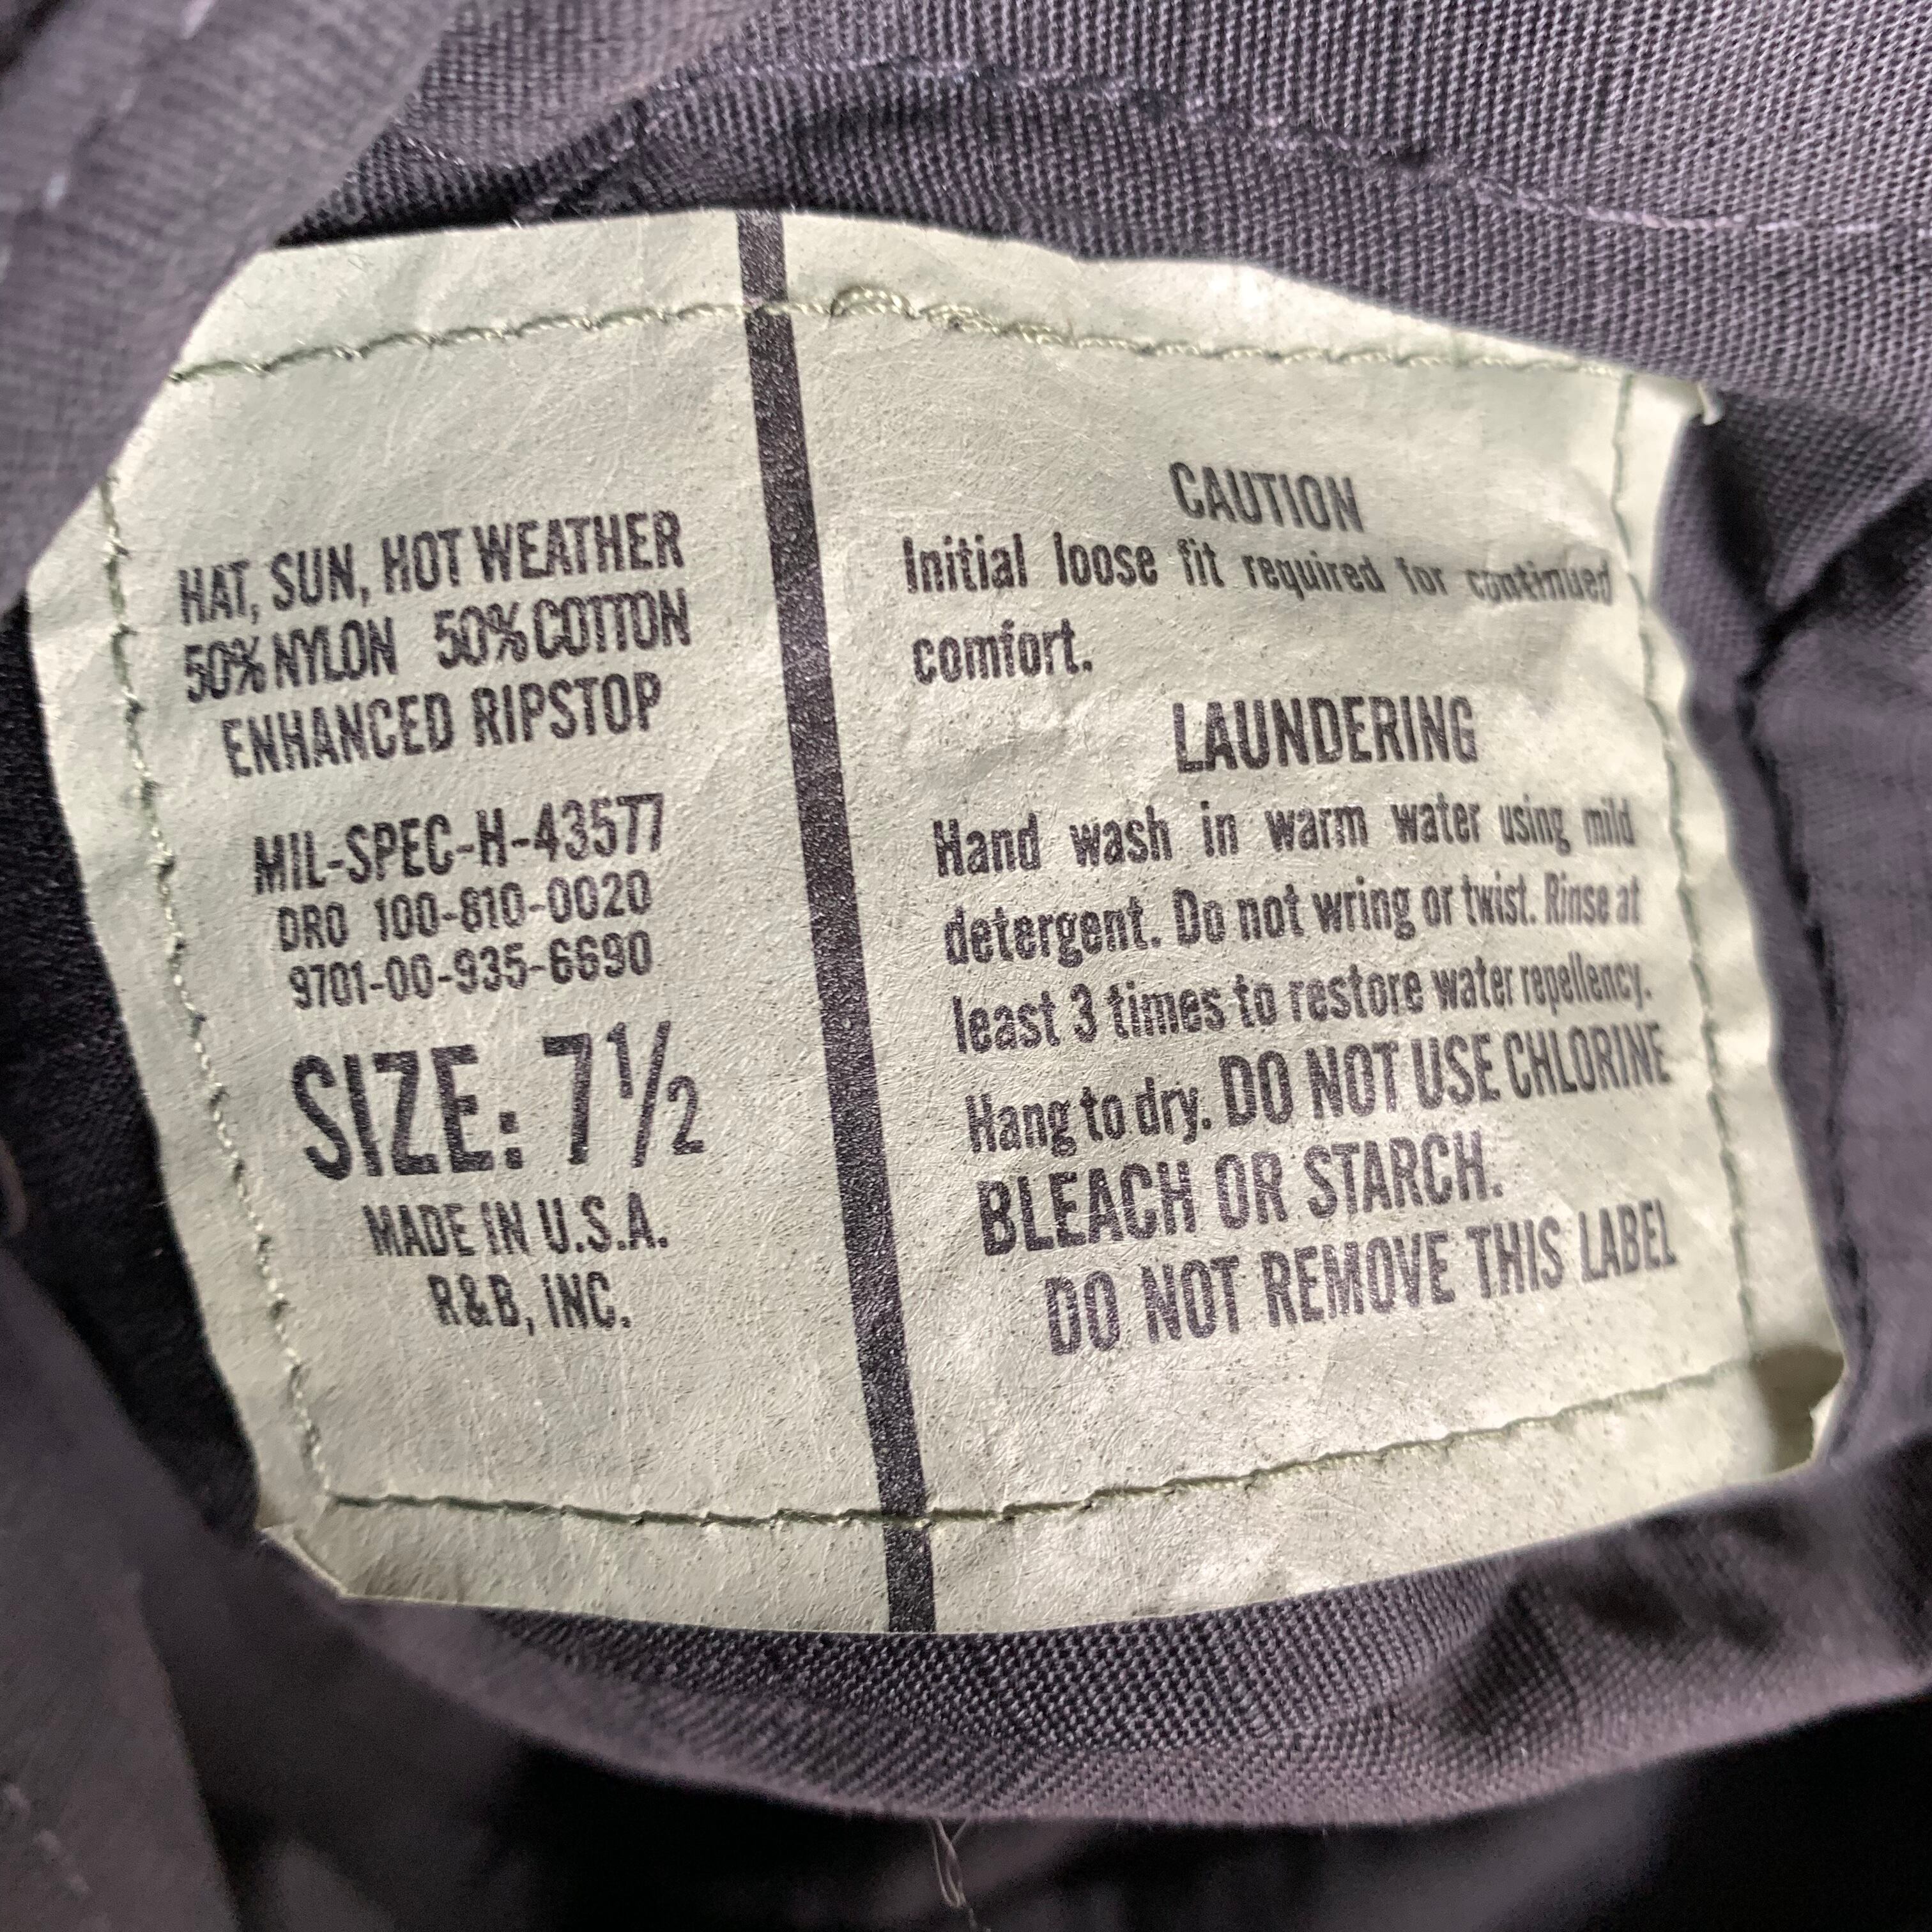 HAT, SUN, HOT WEATHER
50% NYLON 50% COTTON
ENHANCED RIPSTOP
MIL-SPEC-H-43577
DRO 100-810-0020
9701-00-935-6690
SIZE: 7 1/2
MADE IN U.S.A.
R&B, INC.
CAUTION
Initial loose fit required for continued
comfort.
LAUNDERING
Hand wash in warm water using mild
detergent. Do not wring or twist. Rinse at
least 3 times to restore water repellency.
Hang to dry. DO NOT USE CHLORINE
BLEACH OR STARCH.
DO NOT REMOVE THIS LABEL